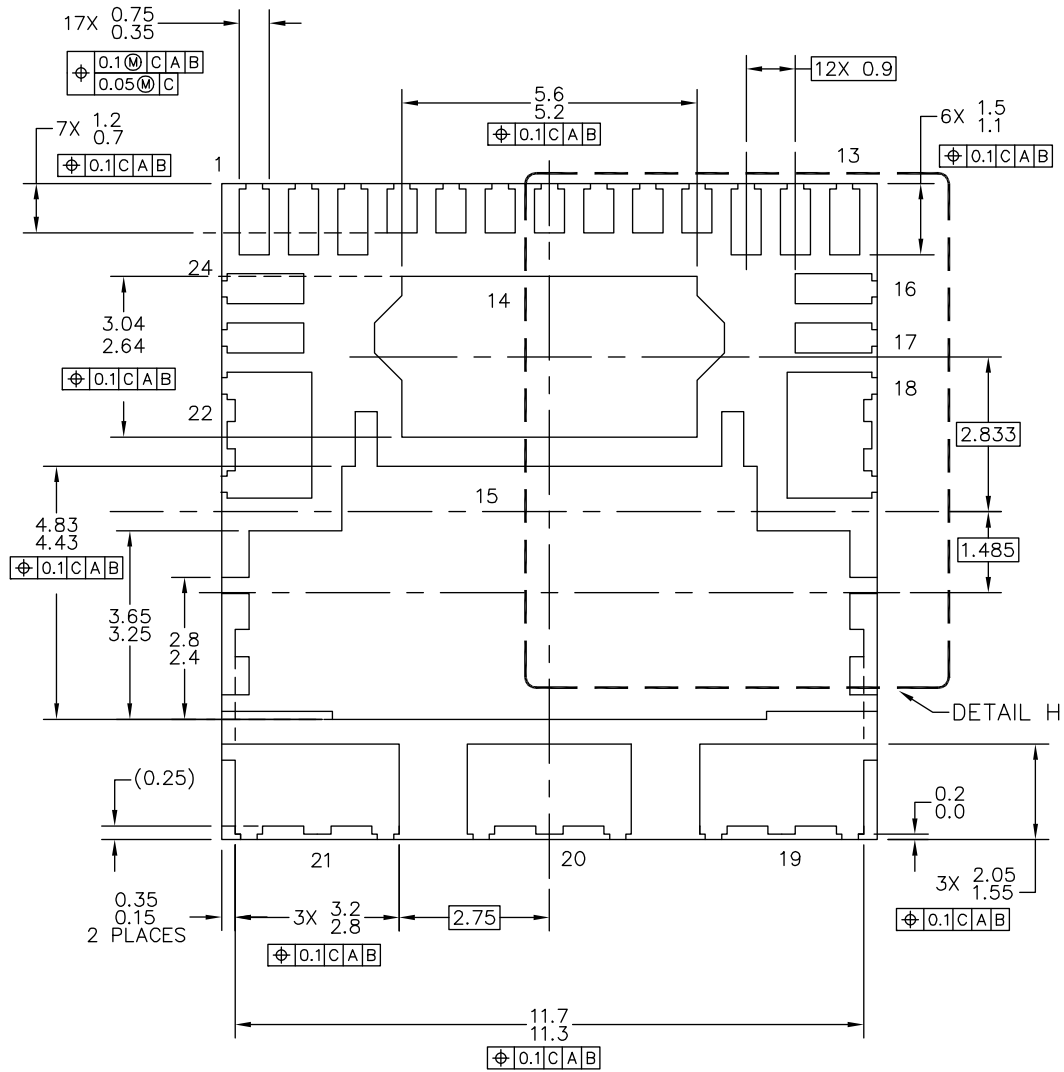 17X 0.75
0.35
⌖ 0.1 Ⓜ C A B
0.05 Ⓜ C
12X 0.9
5.6
5.2
⌖ 0.1 C A B
7X 1.2
0.7
⌖ 0.1 C A B
6X 1.5
1.1
⌖ 0.1 C A B
1
13
24
14
16
3.04
2.64
⌖ 0.1 C A B
17
18
22
2.833
15
4.83
4.43
⌖ 0.1 C A B
1.485
3.65
3.25
2.8
2.4
DETAIL H
(0.25)
0.2
0.0
21
20
19
0.35
0.15
2 PLACES
3X 3.2
2.8
⌖ 0.1 C A B
2.75
3X 2.05
1.55
⌖ 0.1 C A B
11.7
11.3
⌖ 0.1 C A B